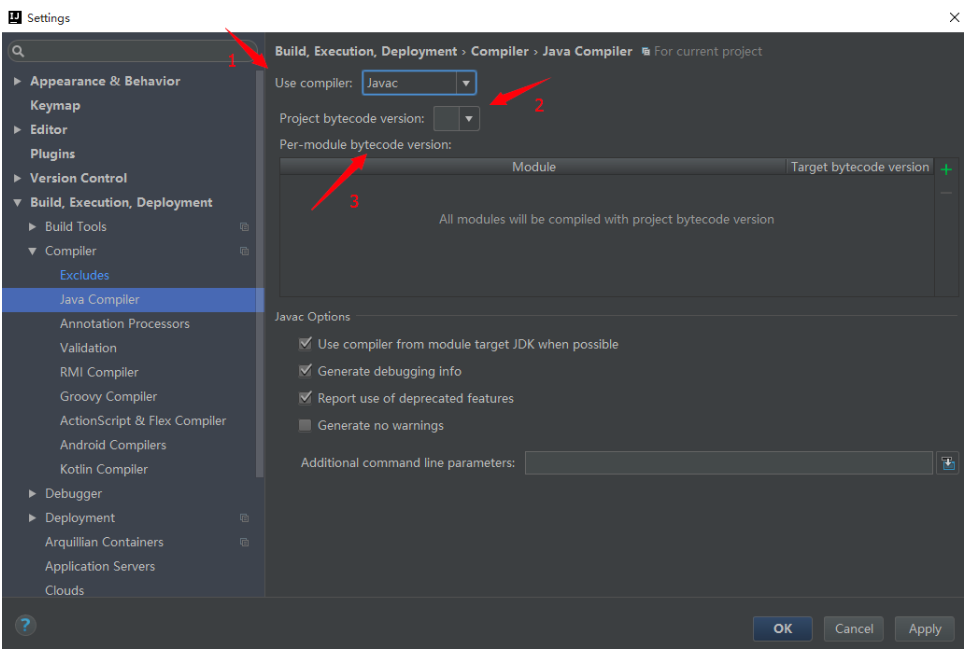 IJ Settings
Build, Execution, Deployment › Compiler › Java Compiler For current project
1
Use compiler: Javac
2
Project bytecode version:
Per-module bytecode version:
Module Target bytecode version
3
All modules will be compiled with project bytecode version
Javac Options
Use compiler from module target JDK when possible
Generate debugging info
Report use of deprecated features
Generate no warnings
Additional command line parameters:
Appearance & Behavior
Keymap
Editor
Plugins
Version Control
Build, Execution, Deployment
Build Tools
Compiler
Excludes
Java Compiler
Annotation Processors
Validation
RMI Compiler
Groovy Compiler
ActionScript & Flex Compiler
Android Compilers
Kotlin Compiler
Debugger
Deployment
Arquillian Containers
Application Servers
Clouds
?
OK Cancel Apply